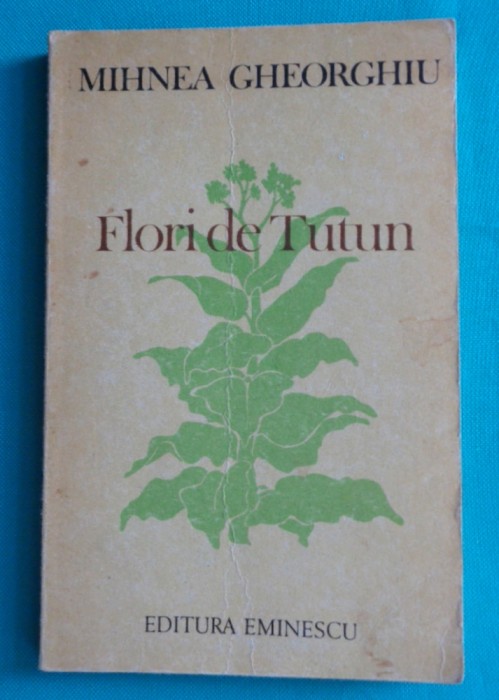 MIHNEA GHEORGHIU
Flori de Tutun
EDITURA EMINESCU